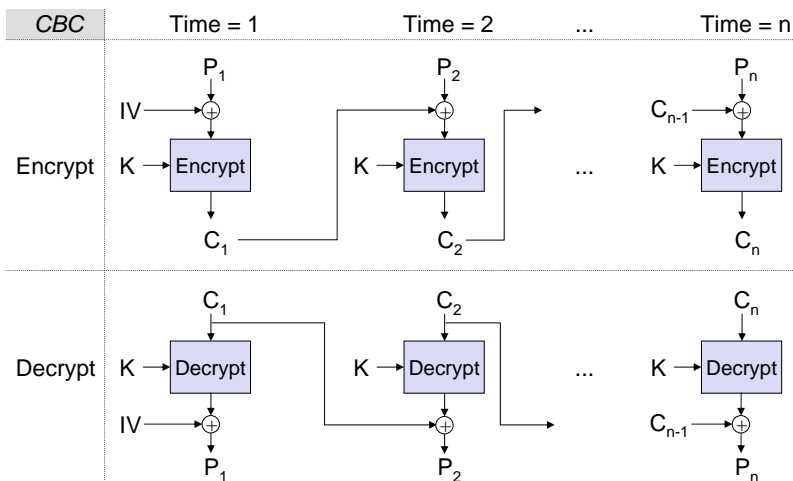 CBC Time = 1 Time = 2 ... Time = n
P1 P2 Pn
IV Cn-1
Encrypt K Encrypt K Encrypt ... K Encrypt
C1 C2 Cn
C1 C2 Cn
Decrypt K Decrypt K Decrypt ... K Decrypt
IV Cn-1
P1 P2 Pn